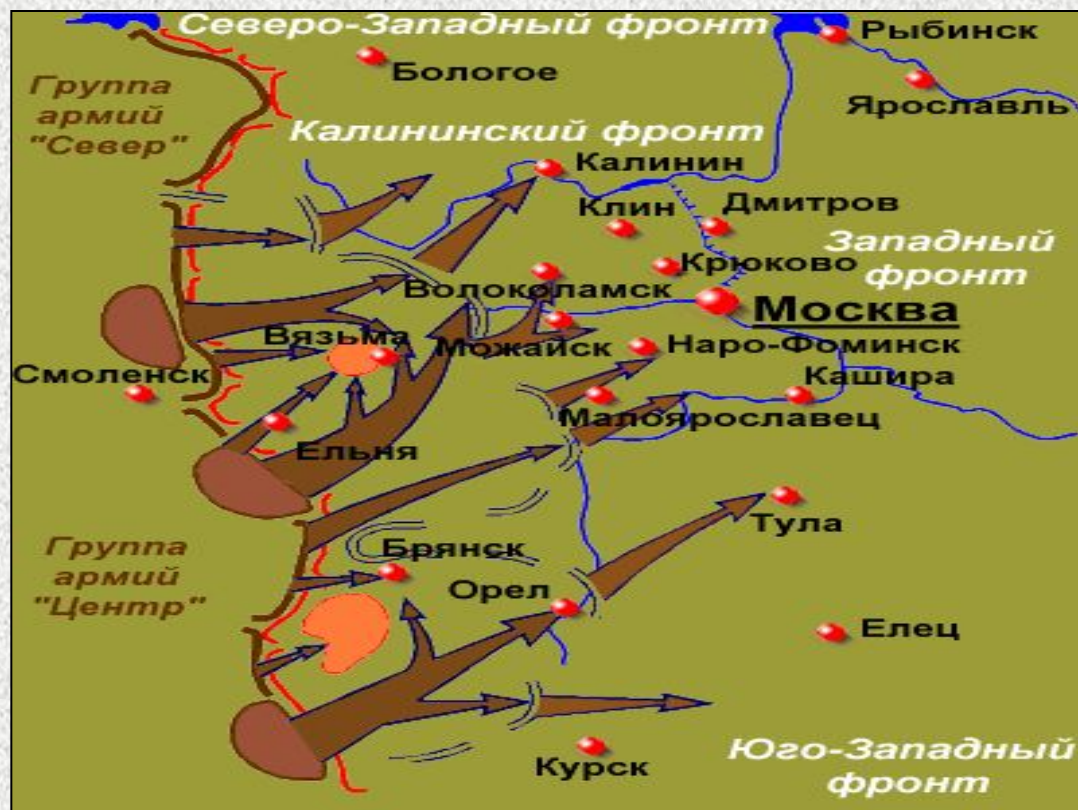 Северо-Западный фронт
Рыбинск
Бологое
Группа
армий
"Север"
Ярославль
Калининский фронт
Калинин
Клин
Дмитров
Западный
фронт
Крюково
Волоколамск
Москва
Вязьма
Можайск
Наро-Фоминск
Смоленск
Кашира
Малоярославец
Ельня
Тула
Группа
армий
"Центр"
Брянск
Орел
Елец
Юго-Западный
фронт
Курск